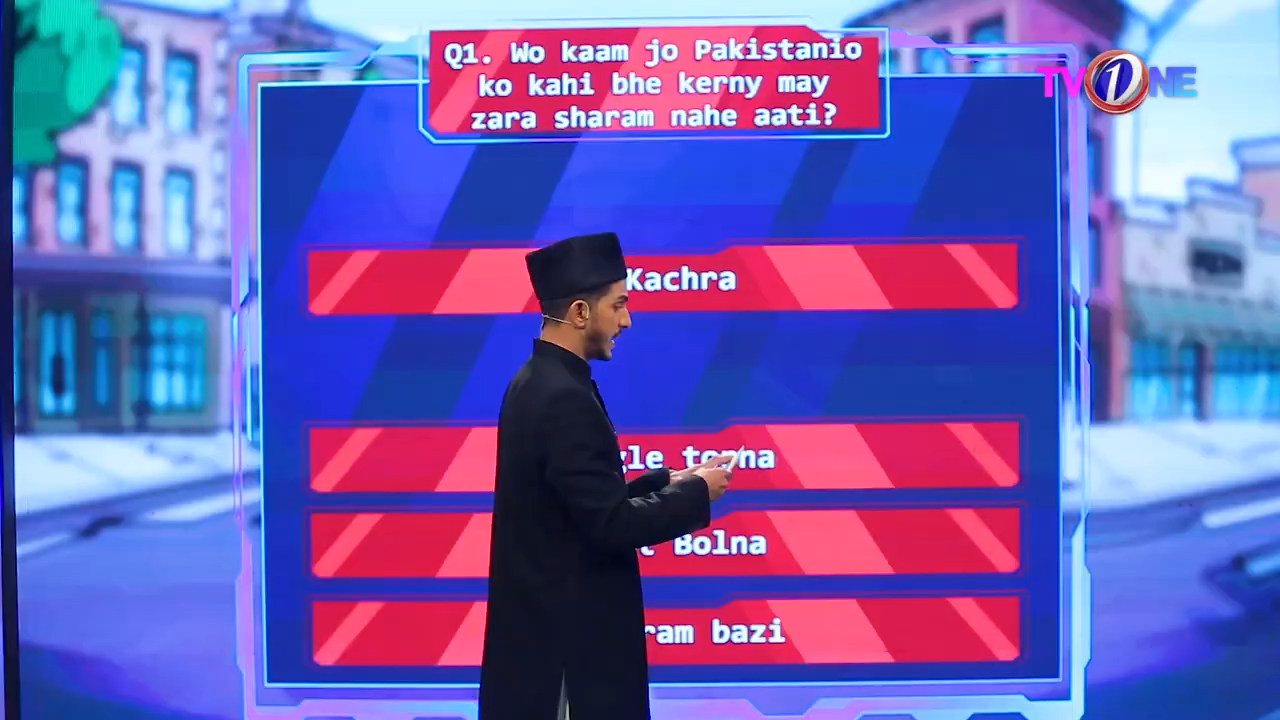 Q1. Wo kaam jo Pakistanio
ko kahi bhe kerny may
zara sharam nahe aati?
TV ONE
Kachra
Bolna
bazi